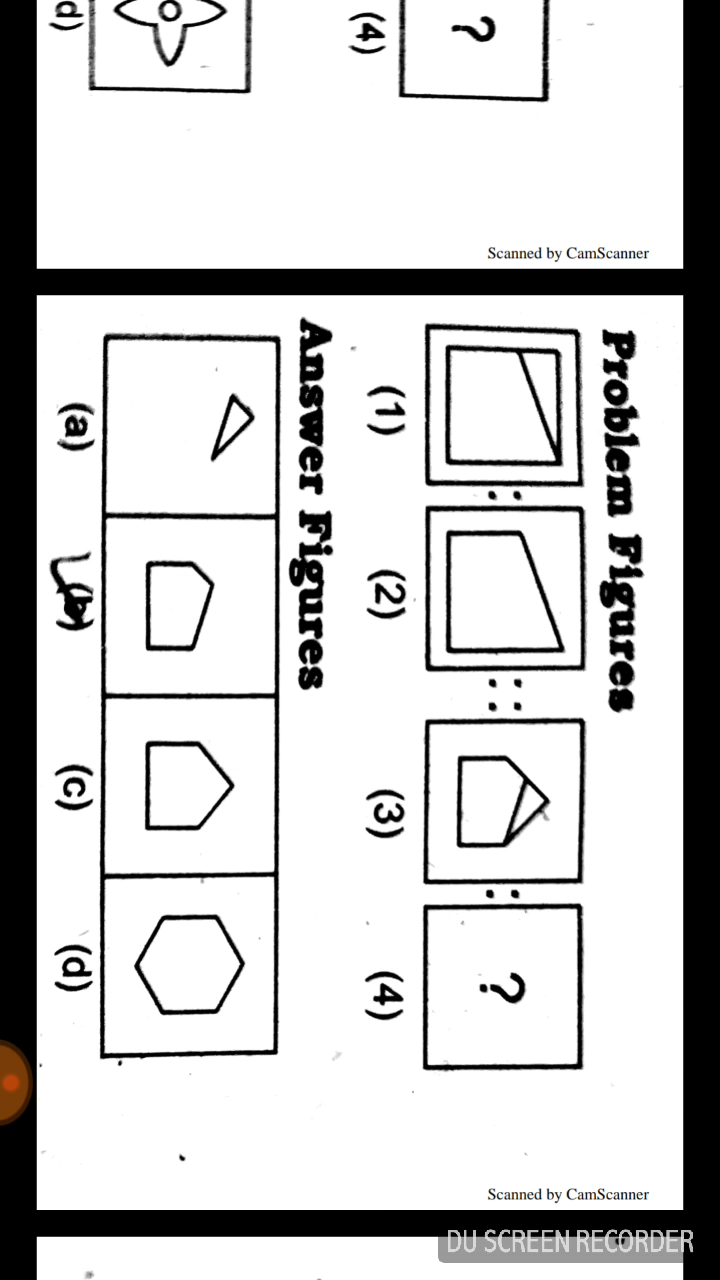 ?
(4)
d)
Scanned by CamScanner
Problem Figures
?
(1) (2) (3) (4)
Answer Figures
(a) (b) (c) (d)
Scanned by CamScanner
DU SCREEN RECORDER